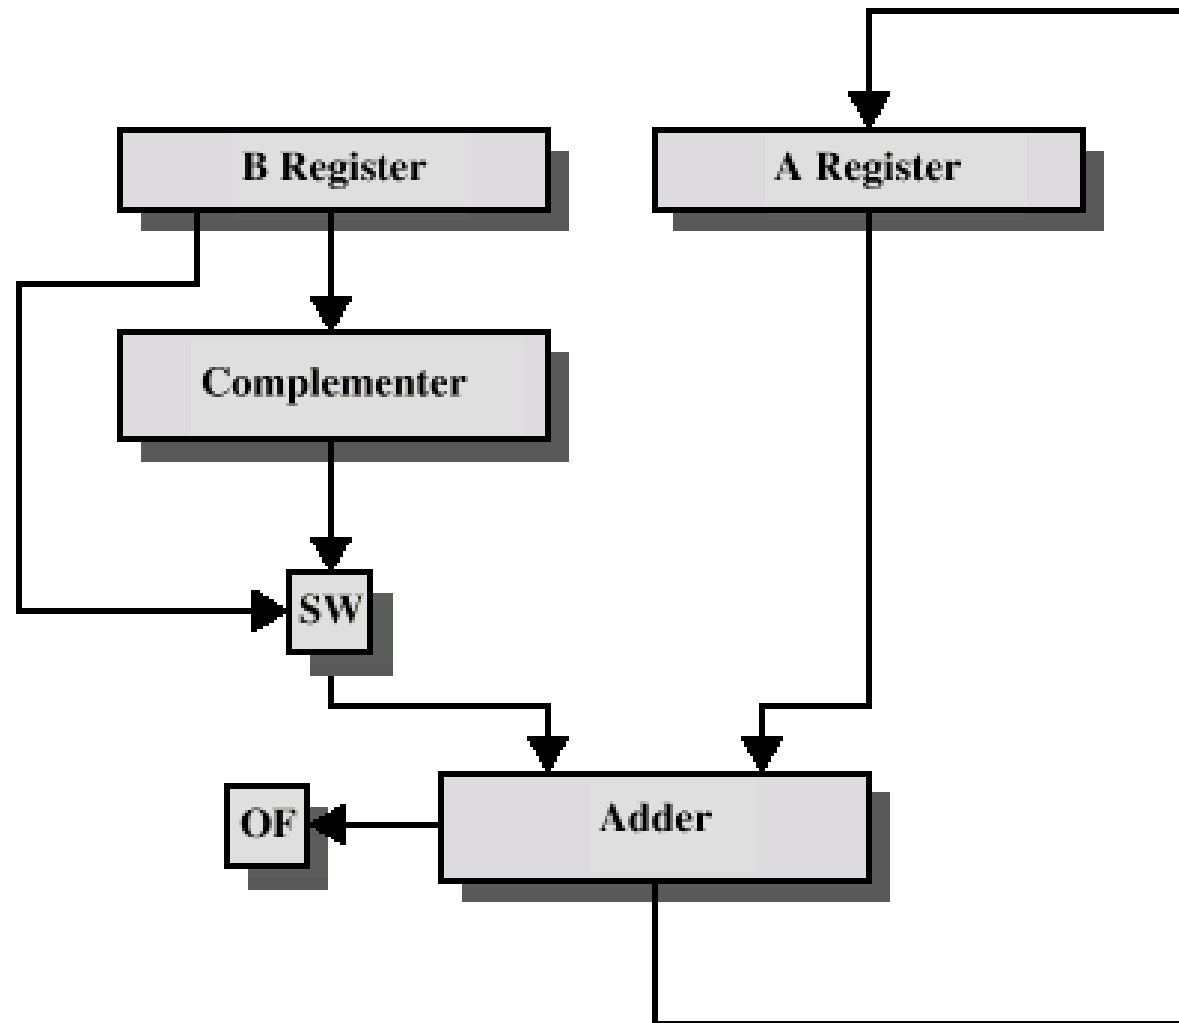 B Register
A Register
Complementer
SW
OF
Adder